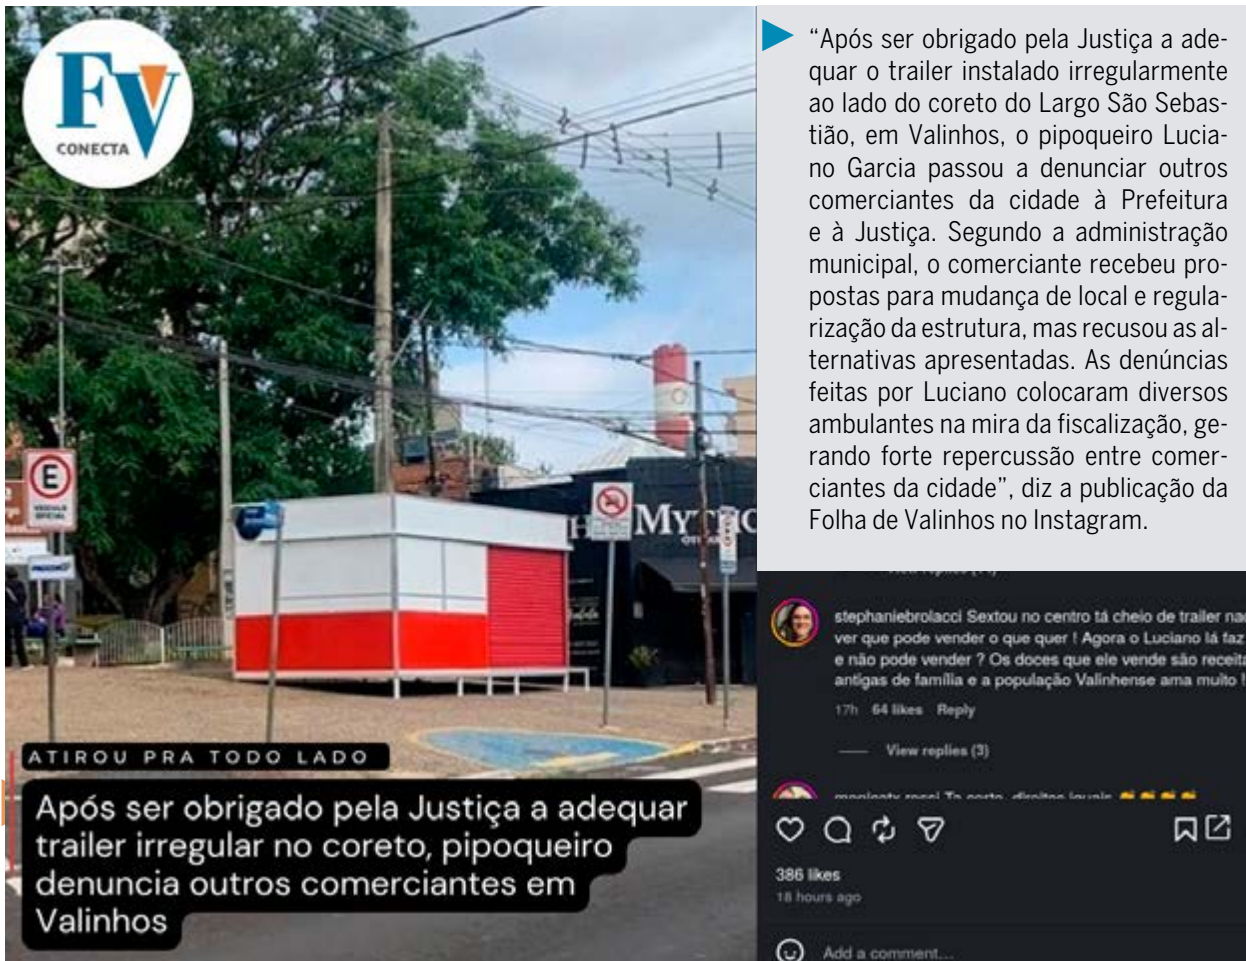 FV
CONECTA
E
VEÍCULO
OFICIAL
MYTHO
ATIROU PRA TODO LADO
Após ser obrigado pela Justiça a adequar
trailer irregular no coreto, pipoqueiro
denuncia outros comerciantes em
Valinhos
“Após ser obrigado pela Justiça a ade-
quar o trailer instalado irregularmente
ao lado do coreto do Largo São Sebas-
tião, em Valinhos, o pipoqueiro Lucia-
no Garcia passou a denunciar outros
comerciantes da cidade à Prefeitura
e à Justiça. Segundo a administração
municipal, o comerciante recebeu pro-
postas para mudança de local e regula-
rização da estrutura, mas recusou as al-
ternativas apresentadas. As denúncias
feitas por Luciano colocaram diversos
ambulantes na mira da fiscalização, ge-
rando forte repercussão entre comer-
ciantes da cidade”, diz a publicação da
Folha de Valinhos no Instagram.
stephaniebrolacci Sextou no centro tá cheio de trailer
ver que pode vender o que quer ! Agora o Luciano lá faz
e não pode vender ? Os doces que ele vende são receita
antigas de família e a população Valinhense ama muito !
17h 64 likes Reply
View replies (3)
direitos iguais 👏👏👏👏
386 likes
18 hours ago
Add a comment...